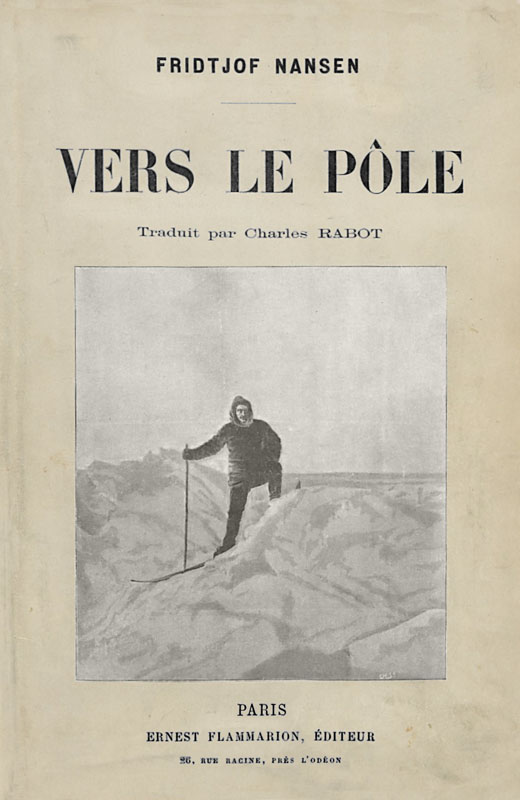 FRIDTJOF NANSEN
VERS LE PÔLE
Traduit par Charles RABOT
PARIS
ERNEST FLAMMARION, ÉDITEUR
26, RUE RACINE, PRÈS L'ODÉON